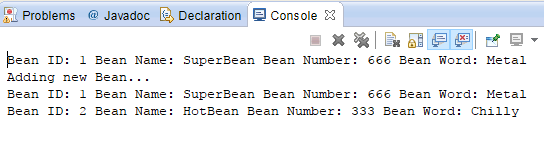 Problems @ Javadoc Declaration Console
Bean ID: 1 Bean Name: SuperBean Bean Number: 666 Bean Word: Metal
Adding new Bean...
Bean ID: 1 Bean Name: SuperBean Bean Number: 666 Bean Word: Metal
Bean ID: 2 Bean Name: HotBean Bean Number: 333 Bean Word: Chilly